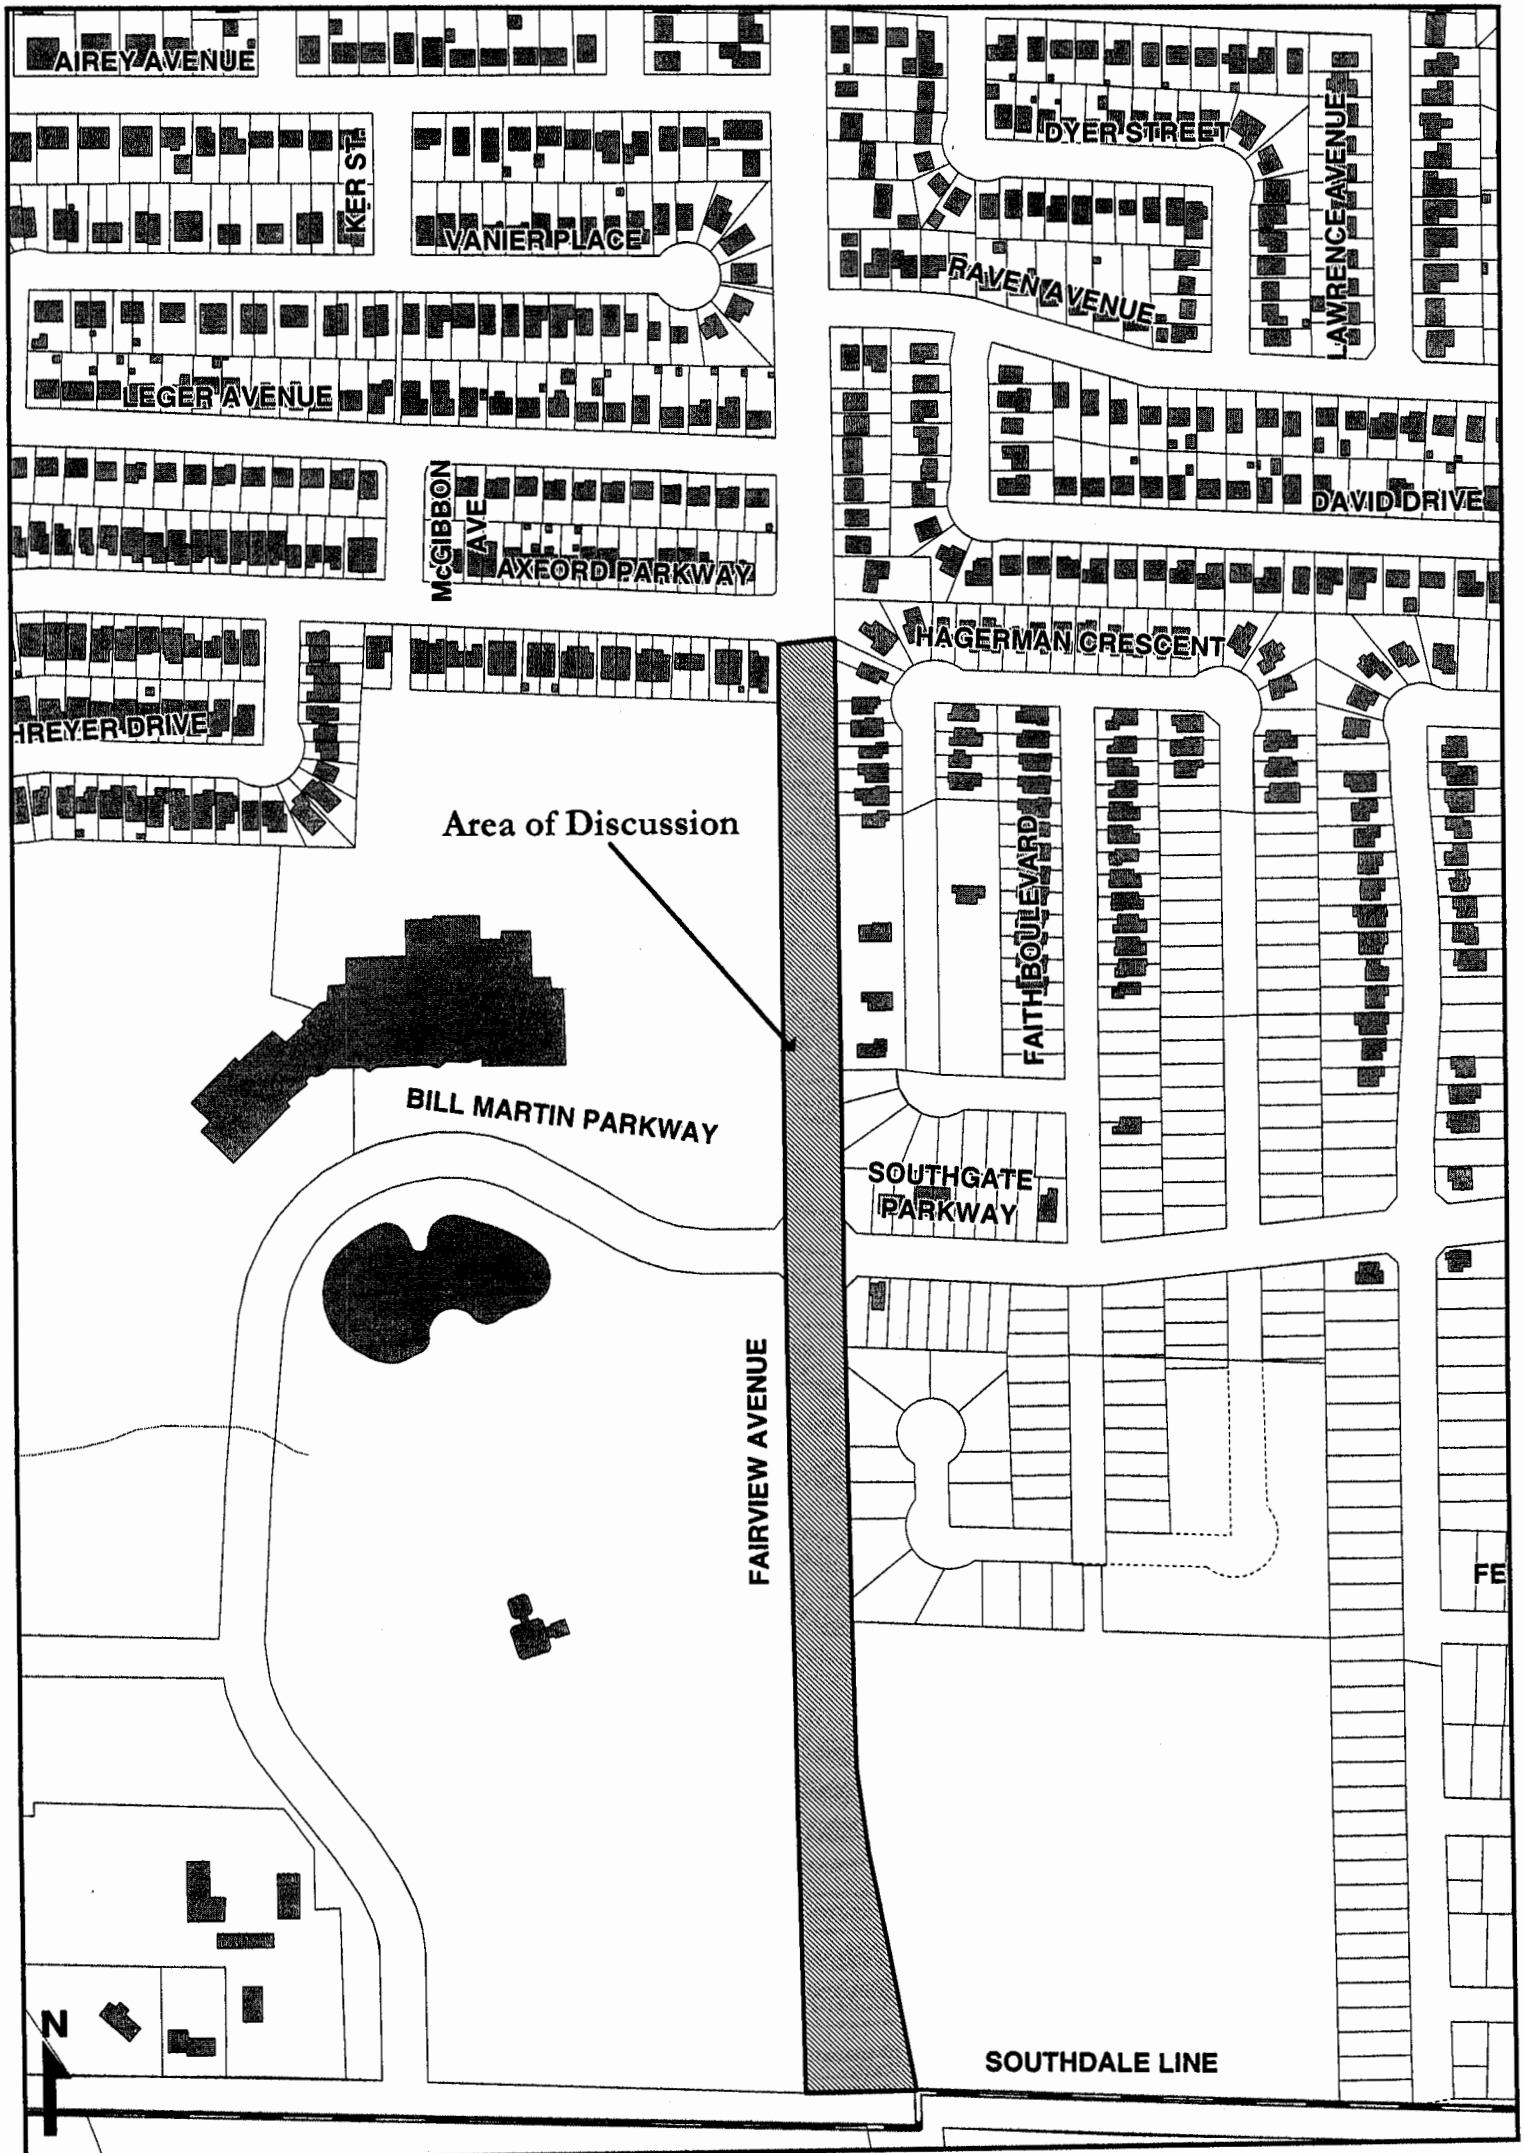 AIREY AVENUE
DYER STREET
KER ST.
LAWRENCE AVENUE
VANIER PLACE
RAVEN AVENUE
LEGER AVENUE
McGIBBON
AVE
DAVID DRIVE
AXFORD PARKWAY
HAGERMAN CRESCENT
HREYER DRIVE
Area of Discussion
FAITH BOULEVARD
BILL MARTIN PARKWAY
SOUTHGATE
PARKWAY
FAIRVIEW AVENUE
FE
N
SOUTHDALE LINE